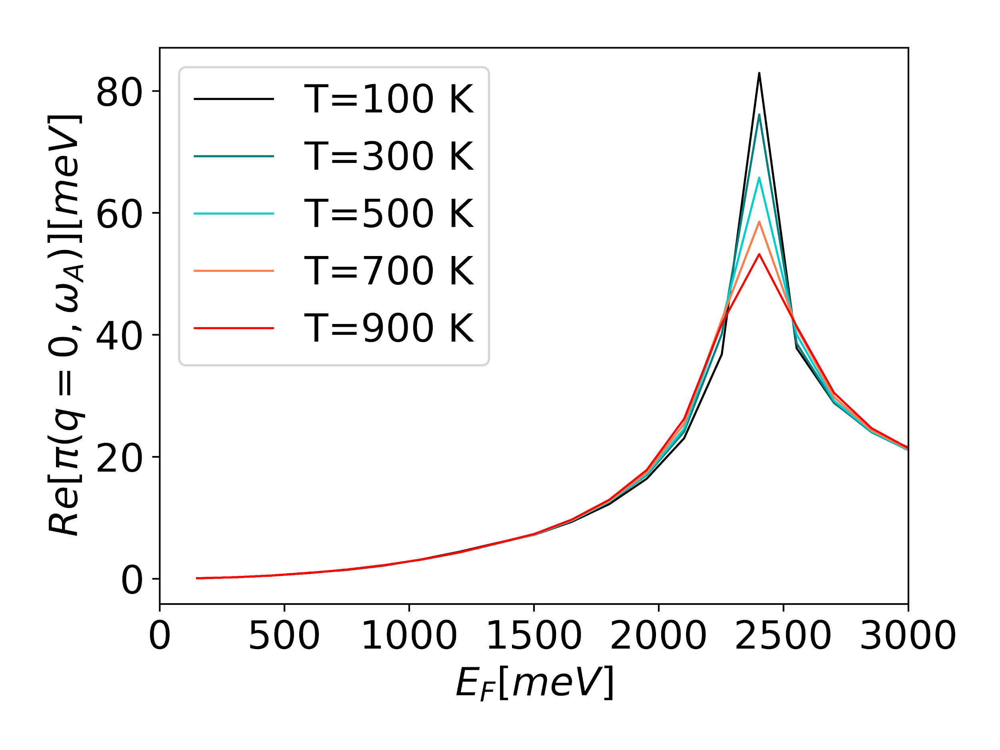 Re[π(q = 0, ω_A)][meV]
80
60
40
20
0
T=100 K
T=300 K
T=500 K
T=700 K
T=900 K
0 500 1000 1500 2000 2500 3000
E_F[meV]